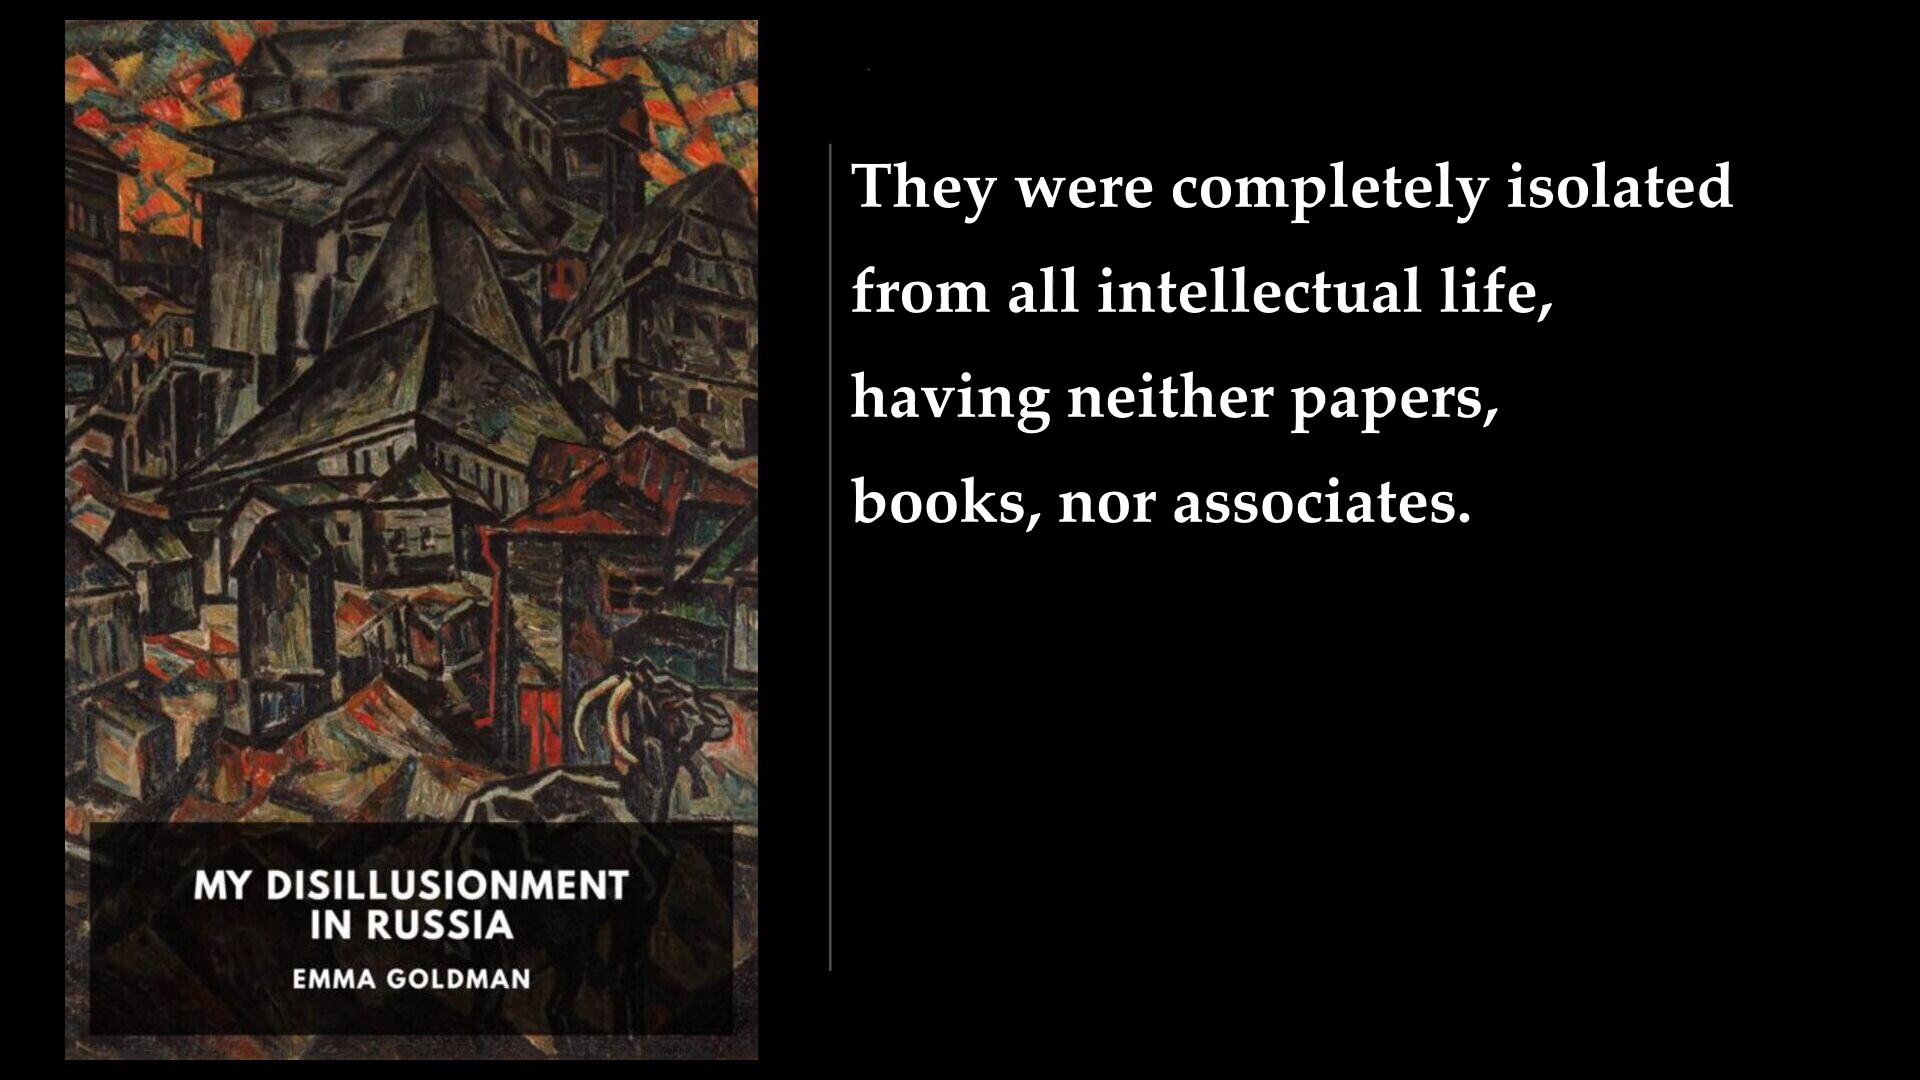 MY DISILLUSIONMENT
IN RUSSIA
EMMA GOLDMAN
They were completely isolated
from all intellectual life,
having neither papers,
books, nor associates.